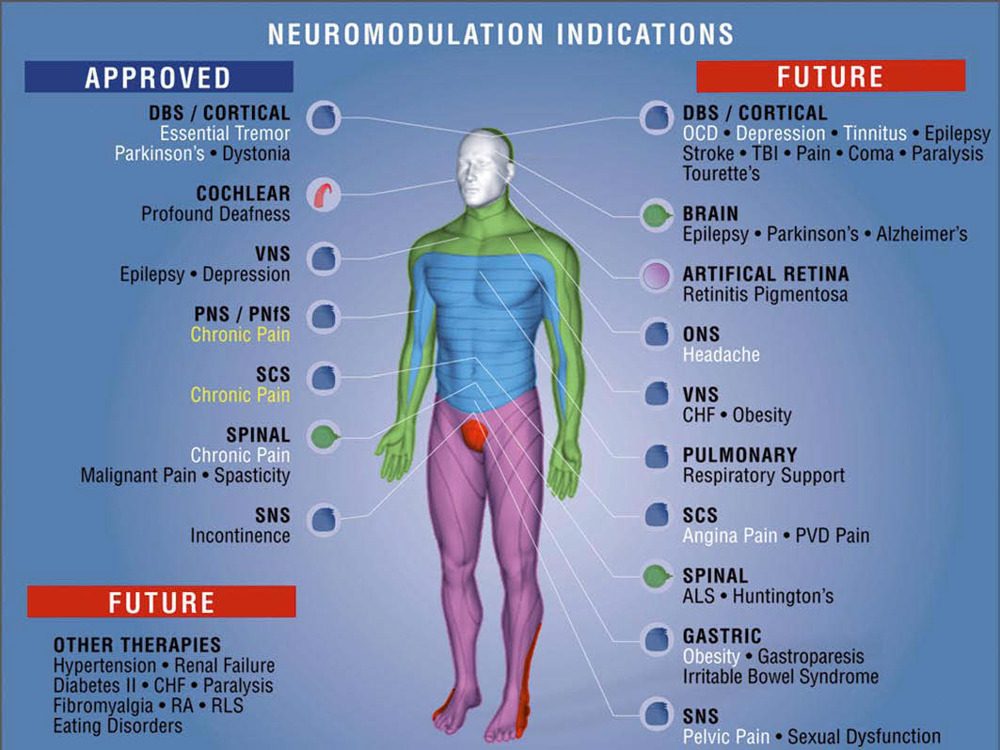 NEUROMODULATION INDICATIONS
APPROVED
DBS / CORTICAL
Essential Tremor
Parkinson's • Dystonia
COCHLEAR
Profound Deafness
VNS
Epilepsy • Depression
PNS / PNfS
Chronic Pain
SCS
Chronic Pain
SPINAL
Chronic Pain
Malignant Pain • Spasticity
SNS
Incontinence
FUTURE
OTHER THERAPIES
Hypertension • Renal Failure
Diabetes II • CHF • Paralysis
Fibromyalgia • RA • RLS
Eating Disorders
FUTURE
DBS / CORTICAL
OCD • Depression • Tinnitus • Epilepsy
Stroke • TBI • Pain • Coma • Paralysis
Tourette's
BRAIN
Epilepsy • Parkinson's • Alzheimer's
ARTIFICAL RETINA
Retinitis Pigmentosa
ONS
Headache
VNS
CHF • Obesity
PULMONARY
Respiratory Support
SCS
Angina Pain • PVD Pain
SPINAL
ALS • Huntington's
GASTRIC
Obesity • Gastroparesis
Irritable Bowel Syndrome
SNS
Pelvic Pain • Sexual Dysfunction